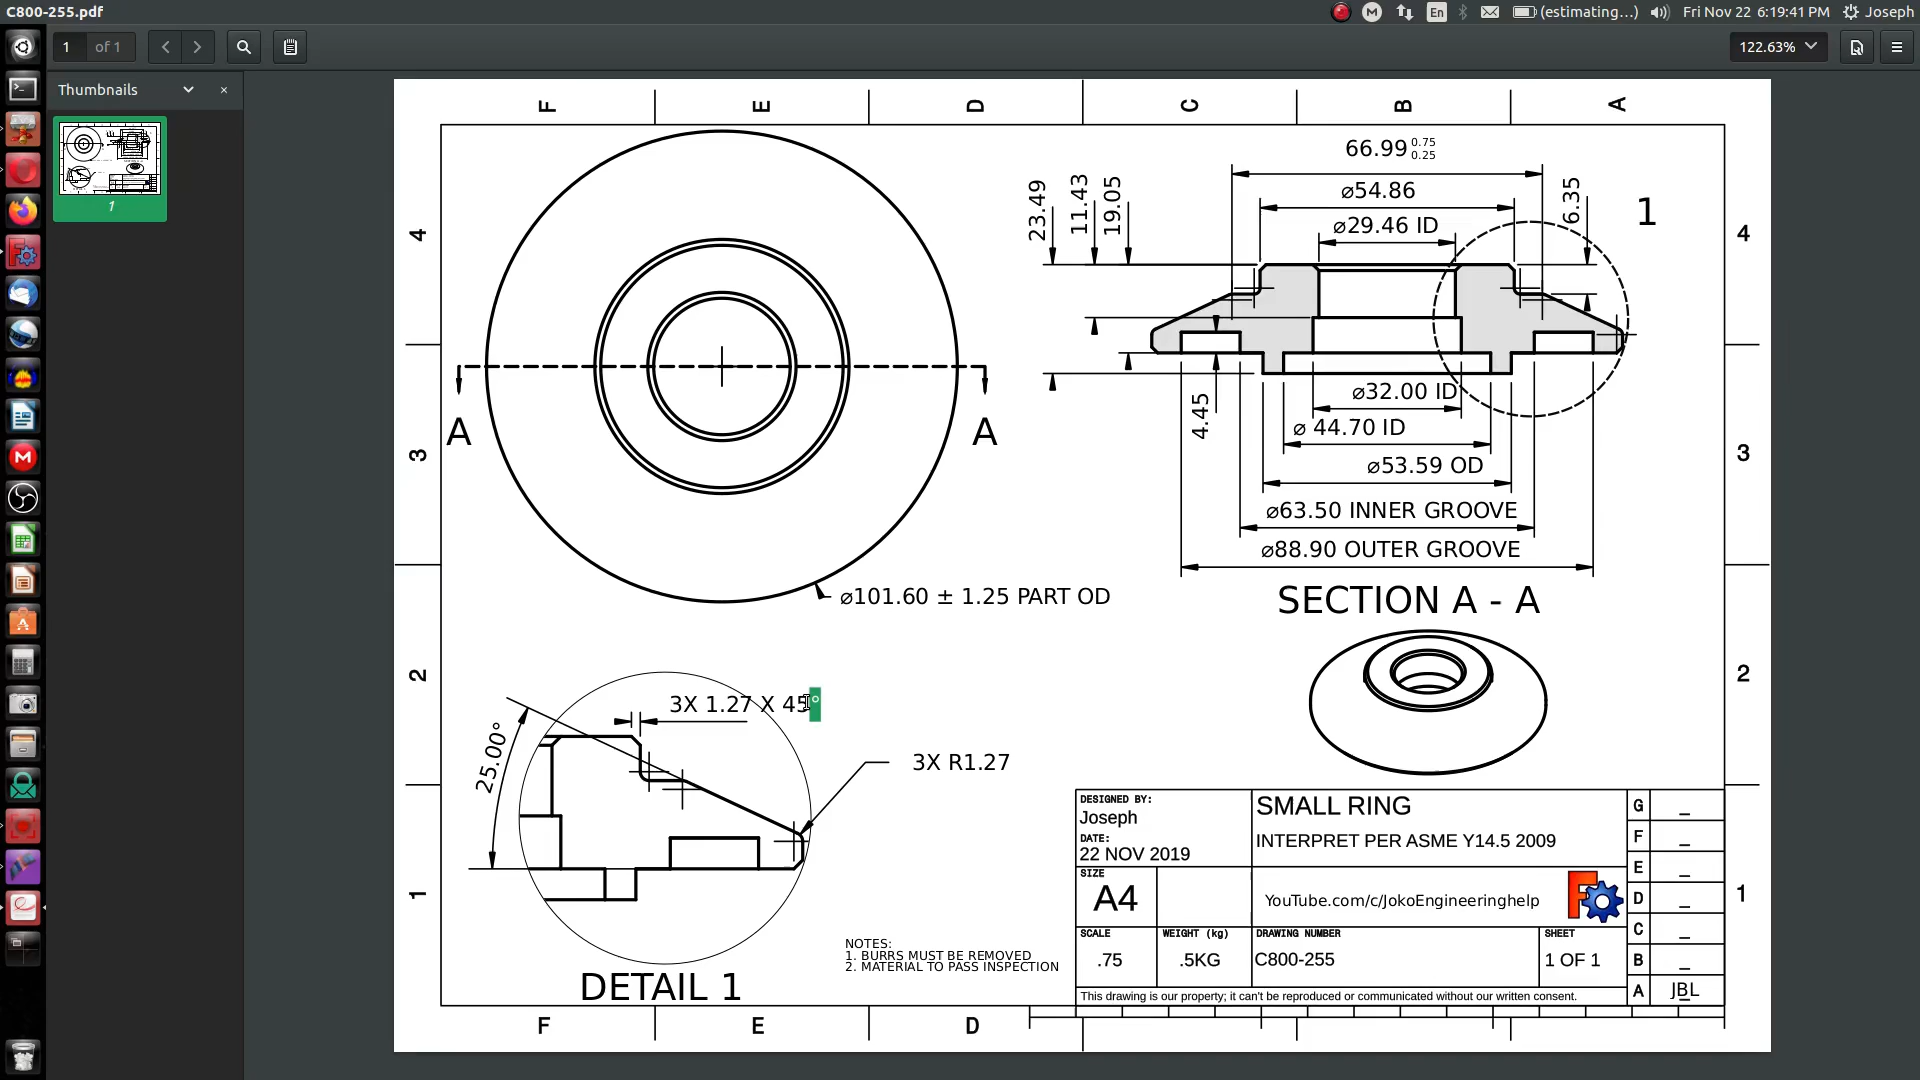 C800-255.pdf
En
(estimating...)
Fri Nov 22 6:19:41 PM
Joseph
1
of 1
122.63%
Thumbnails
1
F
E
D
C
B
A
4
3
2
1
4
3
2
1
A
A
⌀101.60 ± 1.25 PART OD
66.99 0.75
0.25
⌀54.86
⌀29.46 ID
23.49
11.43
19.05
6.35
1
4.45
⌀32.00 ID
⌀ 44.70 ID
⌀53.59 OD
⌀63.50 INNER GROOVE
⌀88.90 OUTER GROOVE
SECTION A - A
3X 1.27 X 45°
25.00°
3X R1.27
DETAIL 1
NOTES:
1. BURRS MUST BE REMOVED
2. MATERIAL TO PASS INSPECTION
DESIGNED BY:
Joseph
DATE:
22 NOV 2019
SMALL RING
INTERPRET PER ASME Y14.5 2009
SIZE
A4
YouTube.com/c/JokoEngineeringhelp
SCALE
.75
WEIGHT (kg)
.5KG
DRAWING NUMBER
C800-255
SHEET
1 OF 1
This drawing is our property; it can't be reproduced or communicated without our written consent.
G _
F _
E _
D _
C _
B _
A JBL
F
E
D